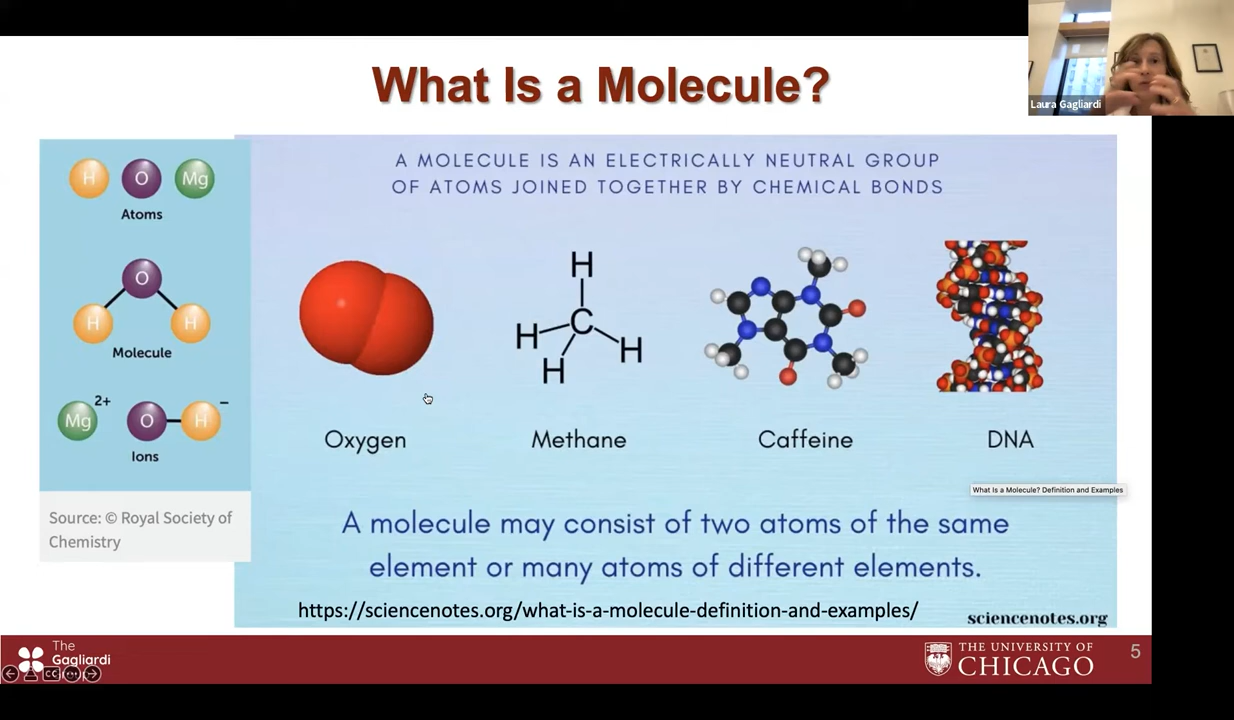 What Is a Molecule?
Laura Gagliardi
H O Mg
Atoms
O
H H
Molecule
Mg 2+ O H −
Ions
Source: © Royal Society of
Chemistry
A MOLECULE IS AN ELECTRICALLY NEUTRAL GROUP
OF ATOMS JOINED TOGETHER BY CHEMICAL BONDS
H
C
H
H
H
Oxygen
Methane
Caffeine
DNA
What Is a Molecule? Definition and Examples
A molecule may consist of two atoms of the same
element or many atoms of different elements.
https://sciencenotes.org/what-is-a-molecule-definition-and-examples/
sciencenotes.org
The
Gagliardi
THE UNIVERSITY OF
CHICAGO
5
CC